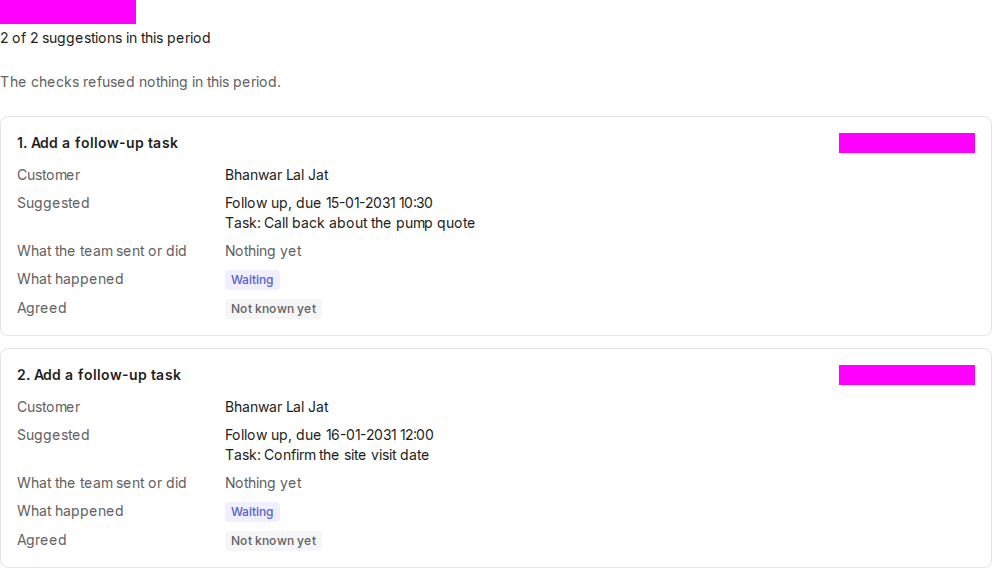 2 of 2 suggestions in this period
The checks refused nothing in this period.
1. Add a follow-up task
Customer Bhanwar Lal Jat
Suggested Follow up, due 15-01-2031 10:30
Task: Call back about the pump quote
What the team sent or did Nothing yet
What happened Waiting
Agreed Not known yet
2. Add a follow-up task
Customer Bhanwar Lal Jat
Suggested Follow up, due 16-01-2031 12:00
Task: Confirm the site visit date
What the team sent or did Nothing yet
What happened Waiting
Agreed Not known yet